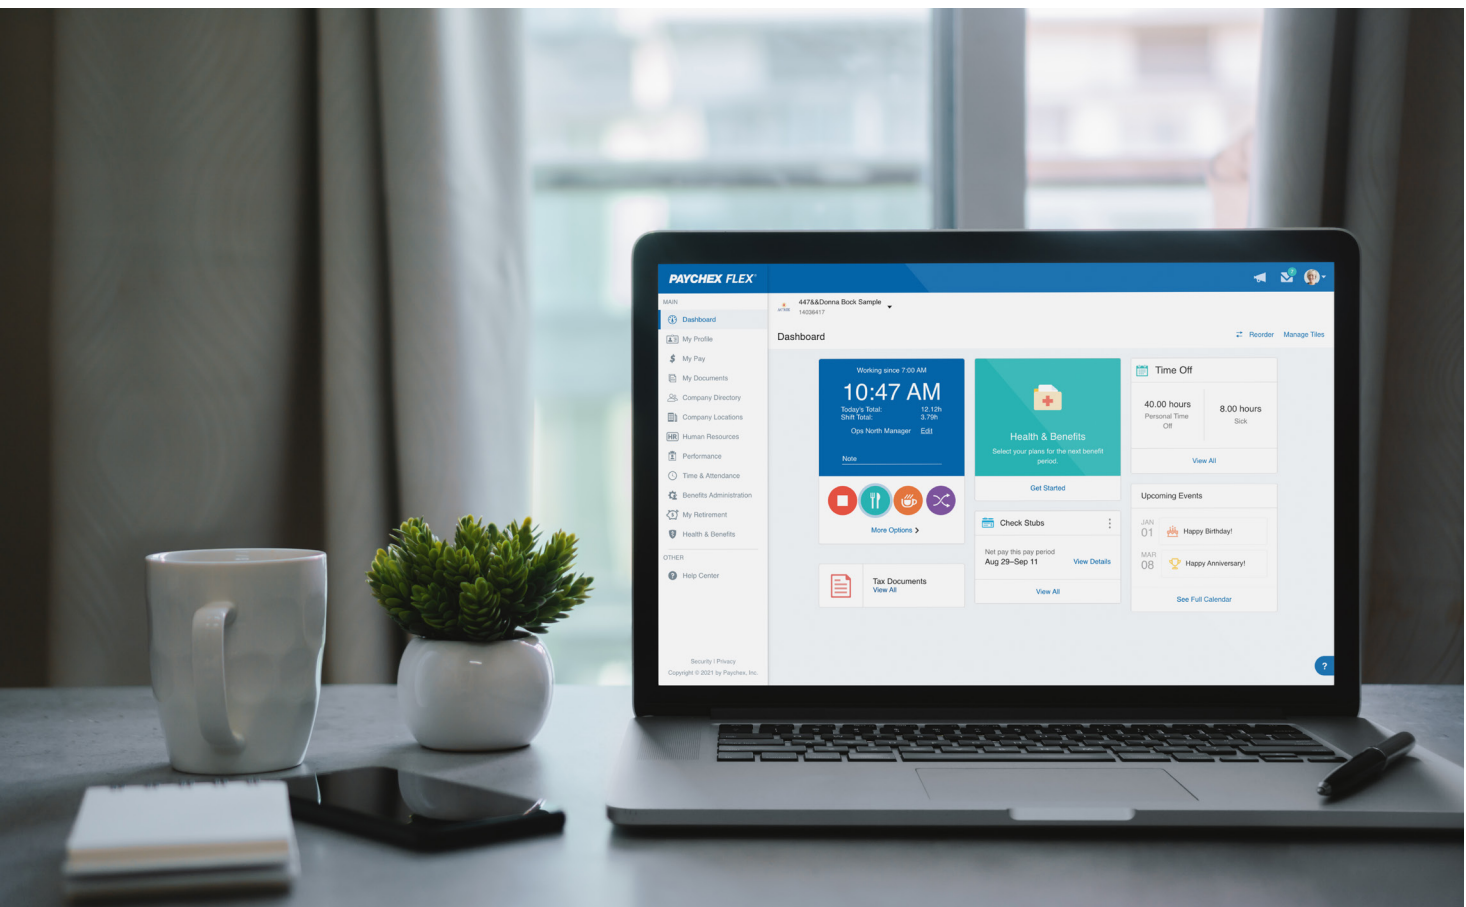 PAYCHEX FLEX
7
MAIN
Dashboard
My Profile
My Pay
My Documents
Company Directory
Company Locations
HR Human Resources
Performance
Time & Attendance
Benefits Administration
My Retirement
Health & Benefits
OTHER
Help Center
Security | Privacy
Copyright © 2021 by Paychex, Inc.
447&&Donna Bock Sample
14036417
Dashboard
Reorder Manage Tiles
Working since 7:00 AM
10:47 AM
Today's Total: 12.12h
Shift Total: 3.79h
Ops North Manager Edit
Note
More Options >
Tax Documents
View All
Health & Benefits
Select your plans for the next benefit
period.
Get Started
Check Stubs
Net pay this pay period
Aug 29–Sep 11 View Details
View All
Time Off
40.00 hours
Personal Time
Off
8.00 hours
Sick
View All
Upcoming Events
JAN
01
Happy Birthday!
MAR
08
Happy Anniversary!
See Full Calendar
?